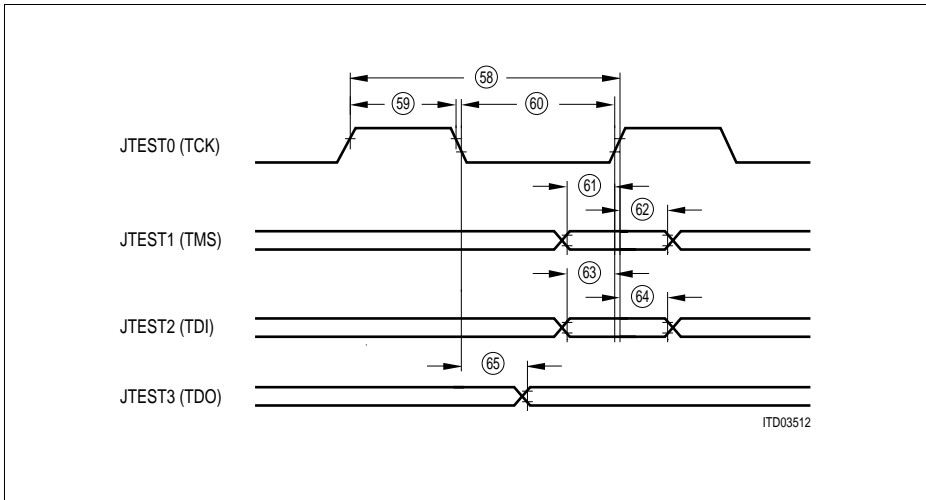 58
59
60
JTEST0 (TCK)
61
62
JTEST1 (TMS)
63
64
JTEST2 (TDI)
65
JTEST3 (TDO)
ITD03512